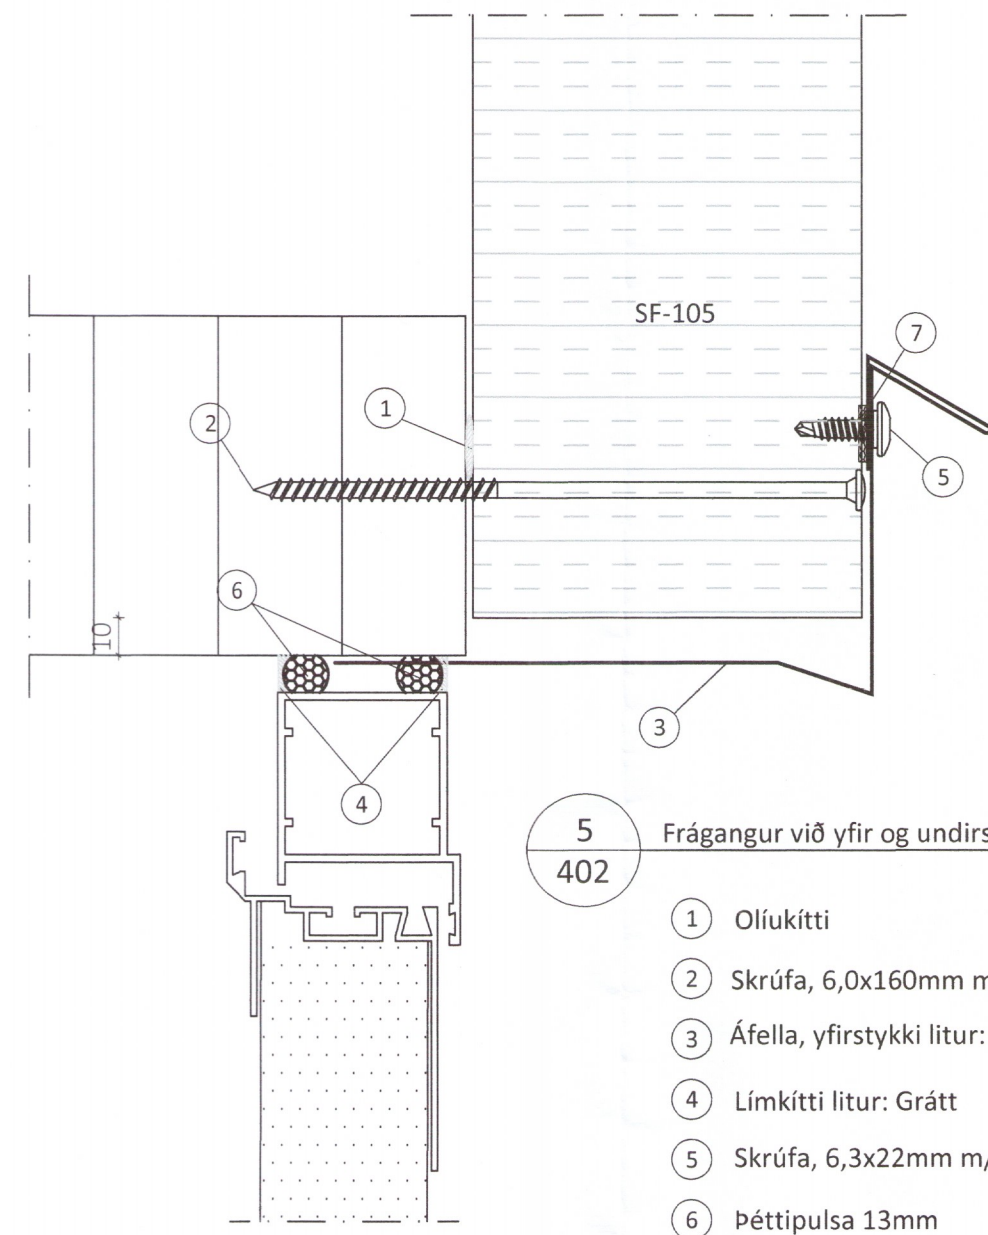 SF-105
7
1
2
5
6
10
3
4
5
402
Frágangur við yfir og undirs
1 Olíukítti
2 Skrúfa, 6,0x160mm m
3 Áfella, yfirstykki litur:
4 Límkítti litur: Grátt
5 Skrúfa, 6,3x22mm m/
6 Þéttipulsa 13mm